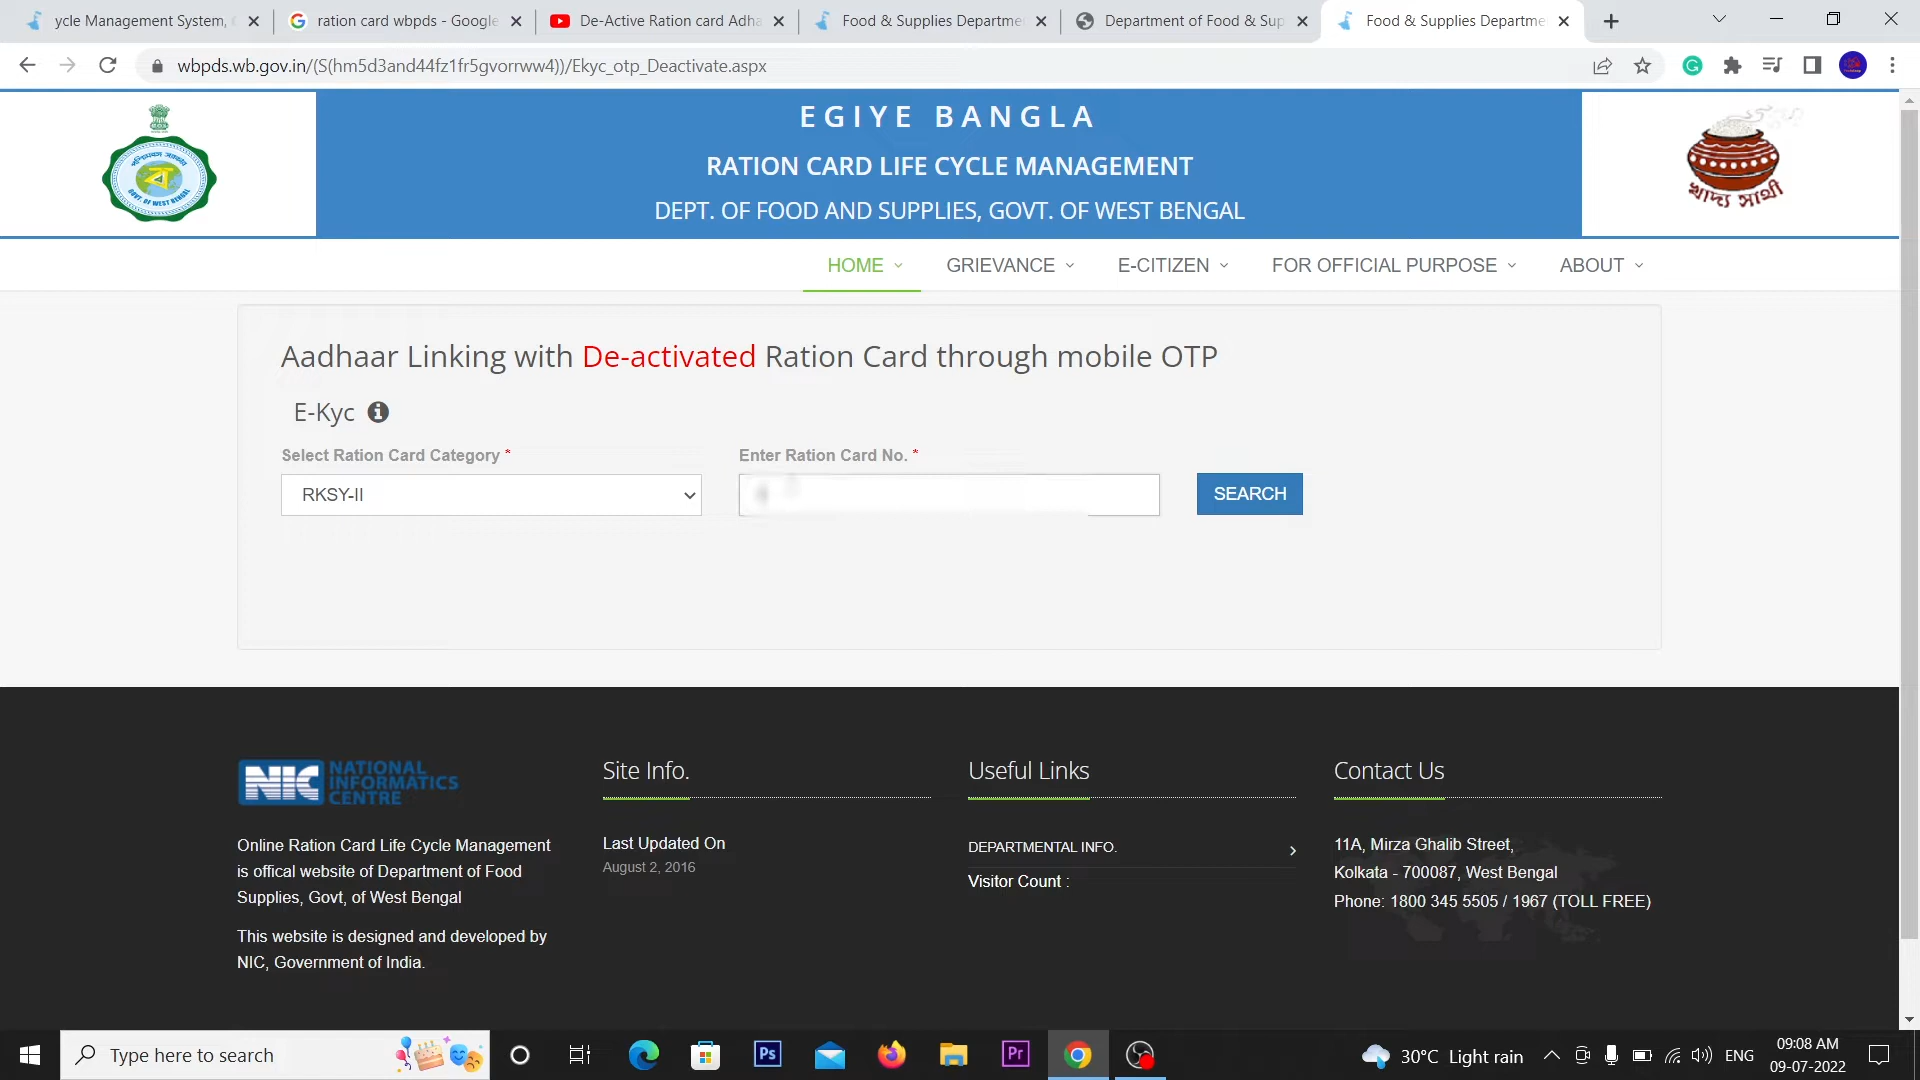 ycle Management System,
ration card wbpds - Google
De-Active Ration card Adha
Food & Supplies Departme
Department of Food & Sup
Food & Supplies Departme
wbpds.wb.gov.in/(S(hm5d3and44fz1fr5gvorrww4))/Ekyc_otp_Deactivate.aspx
EGIYE BANGLA
RATION CARD LIFE CYCLE MANAGEMENT
DEPT. OF FOOD AND SUPPLIES, GOVT. OF WEST BENGAL
GOVT. OF WEST BENGAL
খাদ্য সাথী
HOME
GRIEVANCE
E-CITIZEN
FOR OFFICIAL PURPOSE
ABOUT
Aadhaar Linking with De-activated Ration Card through mobile OTP
E-Kyc
Select Ration Card Category *
Enter Ration Card No. *
RKSY-II
SEARCH
NIC NATIONAL
INFORMATICS
CENTRE
Online Ration Card Life Cycle Management
is offical website of Department of Food
Supplies, Govt, of West Bengal
This website is designed and developed by
NIC, Government of India.
Site Info.
Last Updated On
August 2, 2016
Useful Links
DEPARTMENTAL INFO.
Visitor Count :
Contact Us
11A, Mirza Ghalib Street,
Kolkata - 700087, West Bengal
Phone: 1800 345 5505 / 1967 (TOLL FREE)
Type here to search
Ps
Pr
30°C Light rain
ENG
09:08 AM
09-07-2022